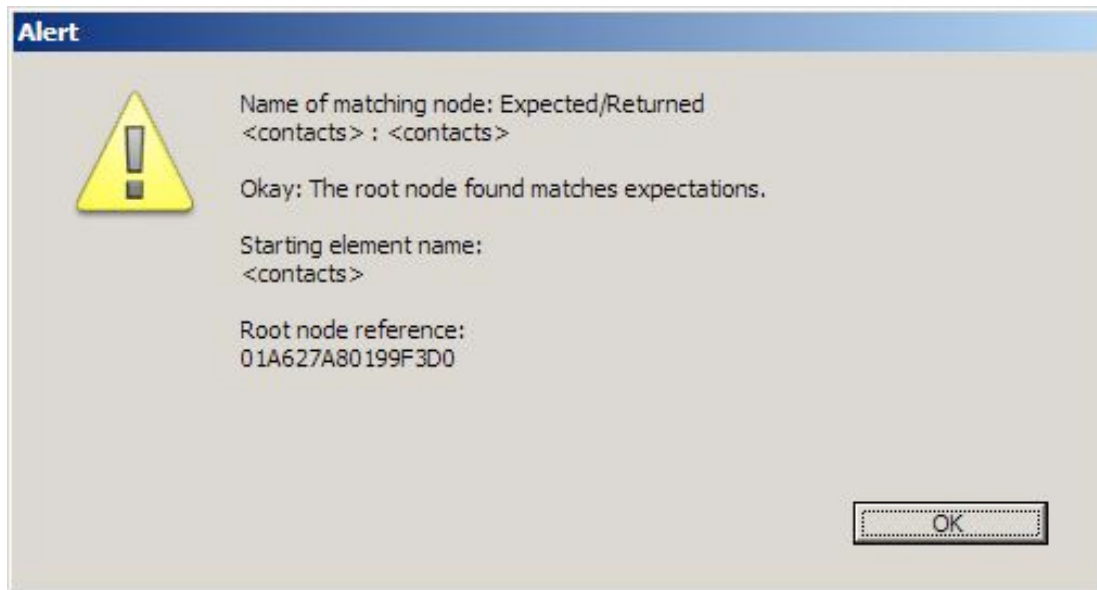 Alert
Name of matching node: Expected/Returned
<contacts> : <contacts>
Okay: The root node found matches expectations.
Starting element name:
<contacts>
Root node reference:
01A627A80199F3D0
OK